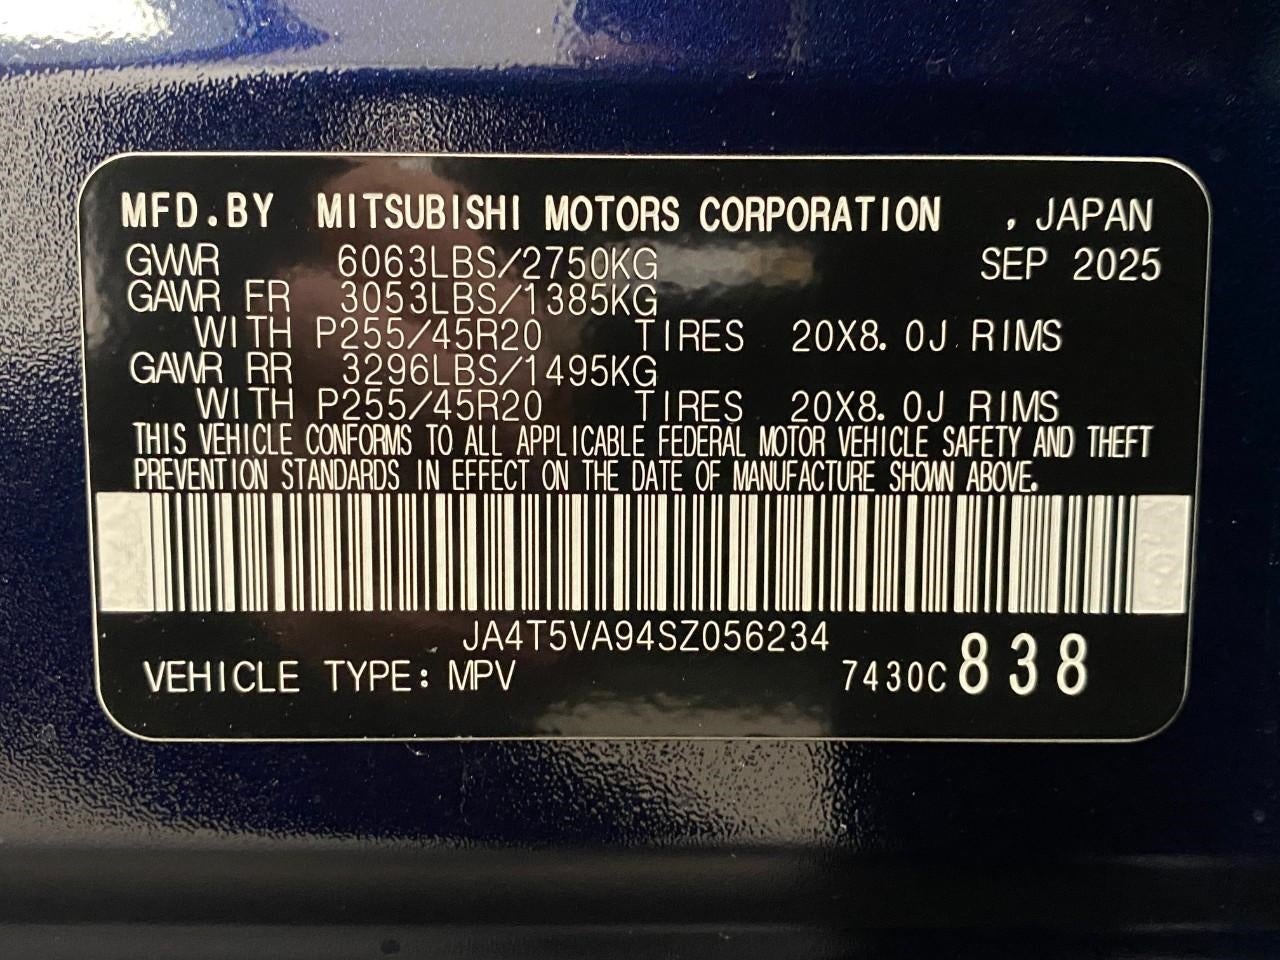 MFD.BY MITSUBISHI MOTORS CORPORATION , JAPAN
GVWR 6063LBS/2750KG SEP 2025
GAWR FR 3053LBS/1385KG
WITH P255/45R20 TIRES 20X8.0J RIMS
GAWR RR 3296LBS/1495KG
WITH P255/45R20 TIRES 20X8.0J RIMS
THIS VEHICLE CONFORMS TO ALL APPLICABLE FEDERAL MOTOR VEHICLE SAFETY AND THEFT
PREVENTION STANDARDS IN EFFECT ON THE DATE OF MANUFACTURE SHOWN ABOVE.
JA4T5VA94SZ056234
VEHICLE TYPE: MPV 7430C 838